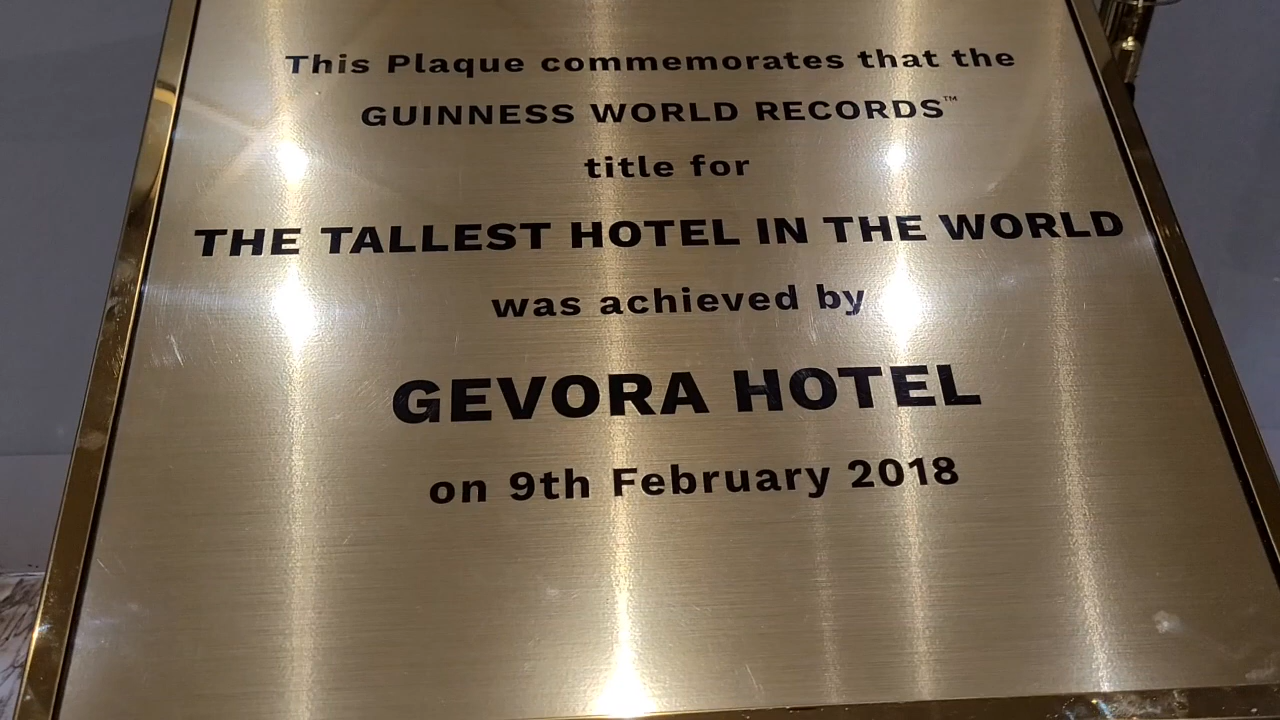 This Plaque commemorates that the
GUINNESS WORLD RECORDS™
title for
THE TALLEST HOTEL IN THE WORLD
was achieved by
GEVORA HOTEL
on 9th February 2018